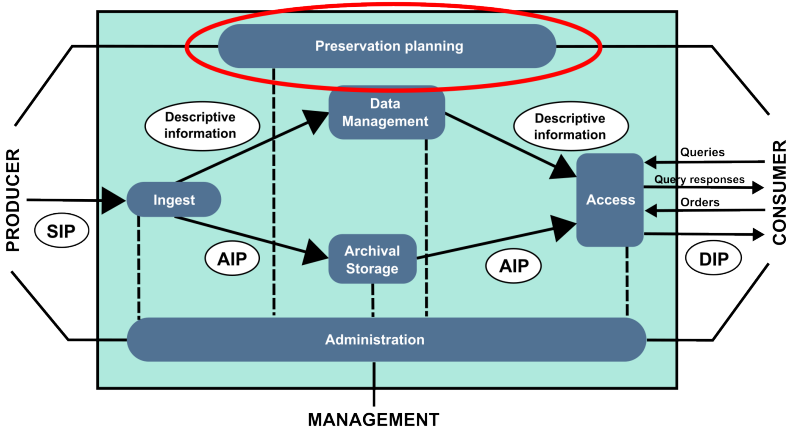 Preservation planning
Data
Management
Descriptive
information
Descriptive
information
Queries
Query responses
Orders
Ingest
Access
PRODUCER
CONSUMER
SIP
AIP
Archival
Storage
AIP
DIP
Administration
MANAGEMENT